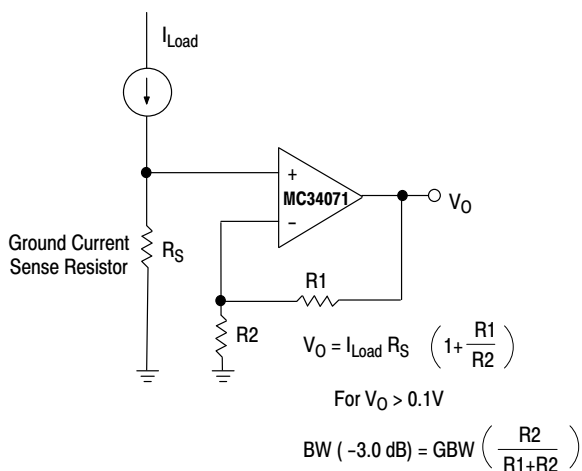 I_Load
+
MC34071
−
V_O
Ground Current
Sense Resistor
R_S
R1
R2
V_O = I_Load R_S (1+ R1/R2)
For V_O > 0.1V
BW ( −3.0 dB) = GBW ( R2/R1+R2 )